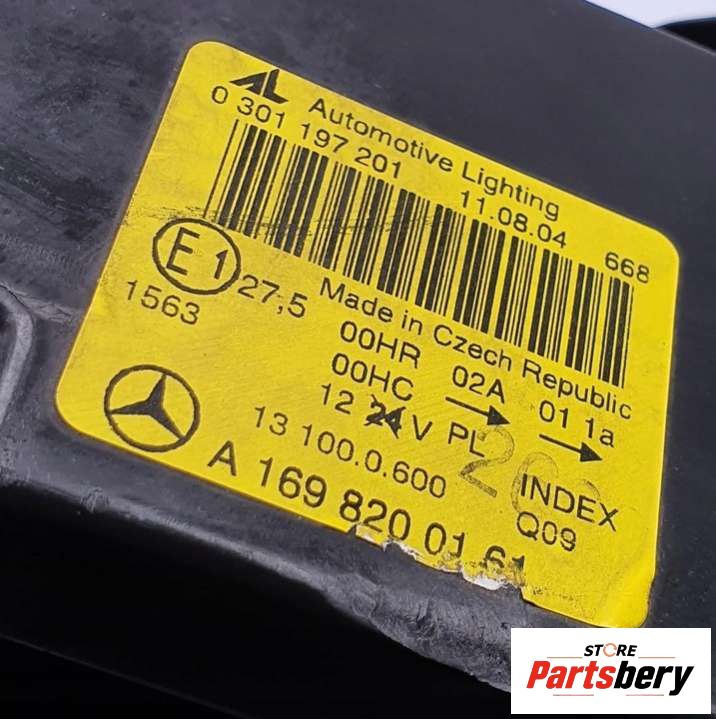 AL Automotive Lighting
0 301 197 201 11.08.04 668
E1 27,5 Made in Czech Republic
1563 00HR 02A 01 1a
00HC → →
12 24 V PL
13 100.0.600 INDEX
A 169 820 01 61 Q09
STORE
Partsbery